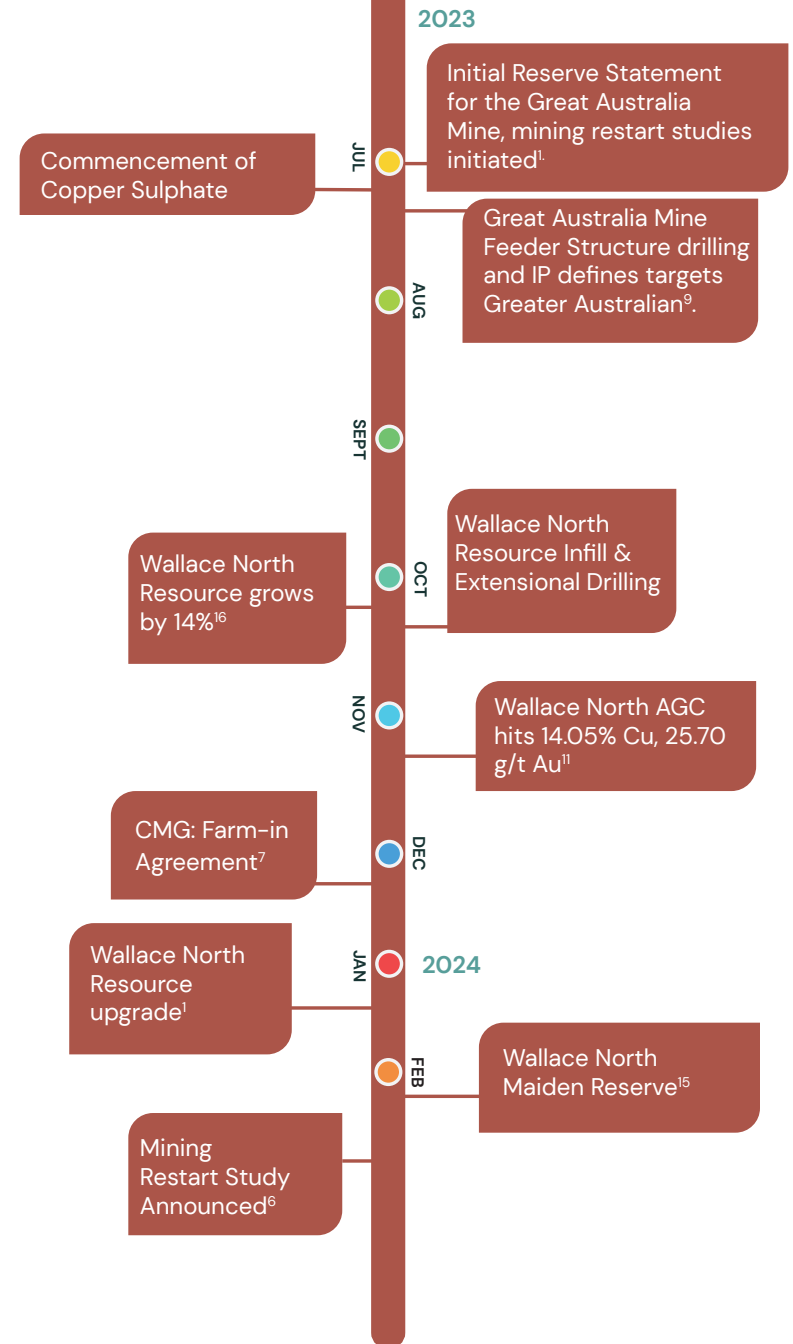 2023
Initial Reserve Statement
for the Great Australia
Mine, mining restart studies
initiated¹·
JUL
Commencement of
Copper Sulphate
Great Australia Mine
Feeder Structure drilling
and IP defines targets
Greater Australian⁹.
AUG
SEPT
OCT
Wallace North
Resource Infill &
Extensional Drilling
Wallace North
Resource grows
by 14%¹⁶
NOV
Wallace North AGC
hits 14.05% Cu, 25.70
g/t Au¹¹
CMG: Farm-in
Agreement⁷
DEC
JAN
2024
Wallace North
Resource
upgrade¹
FEB
Wallace North
Maiden Reserve¹⁵
Mining
Restart Study
Announced⁶